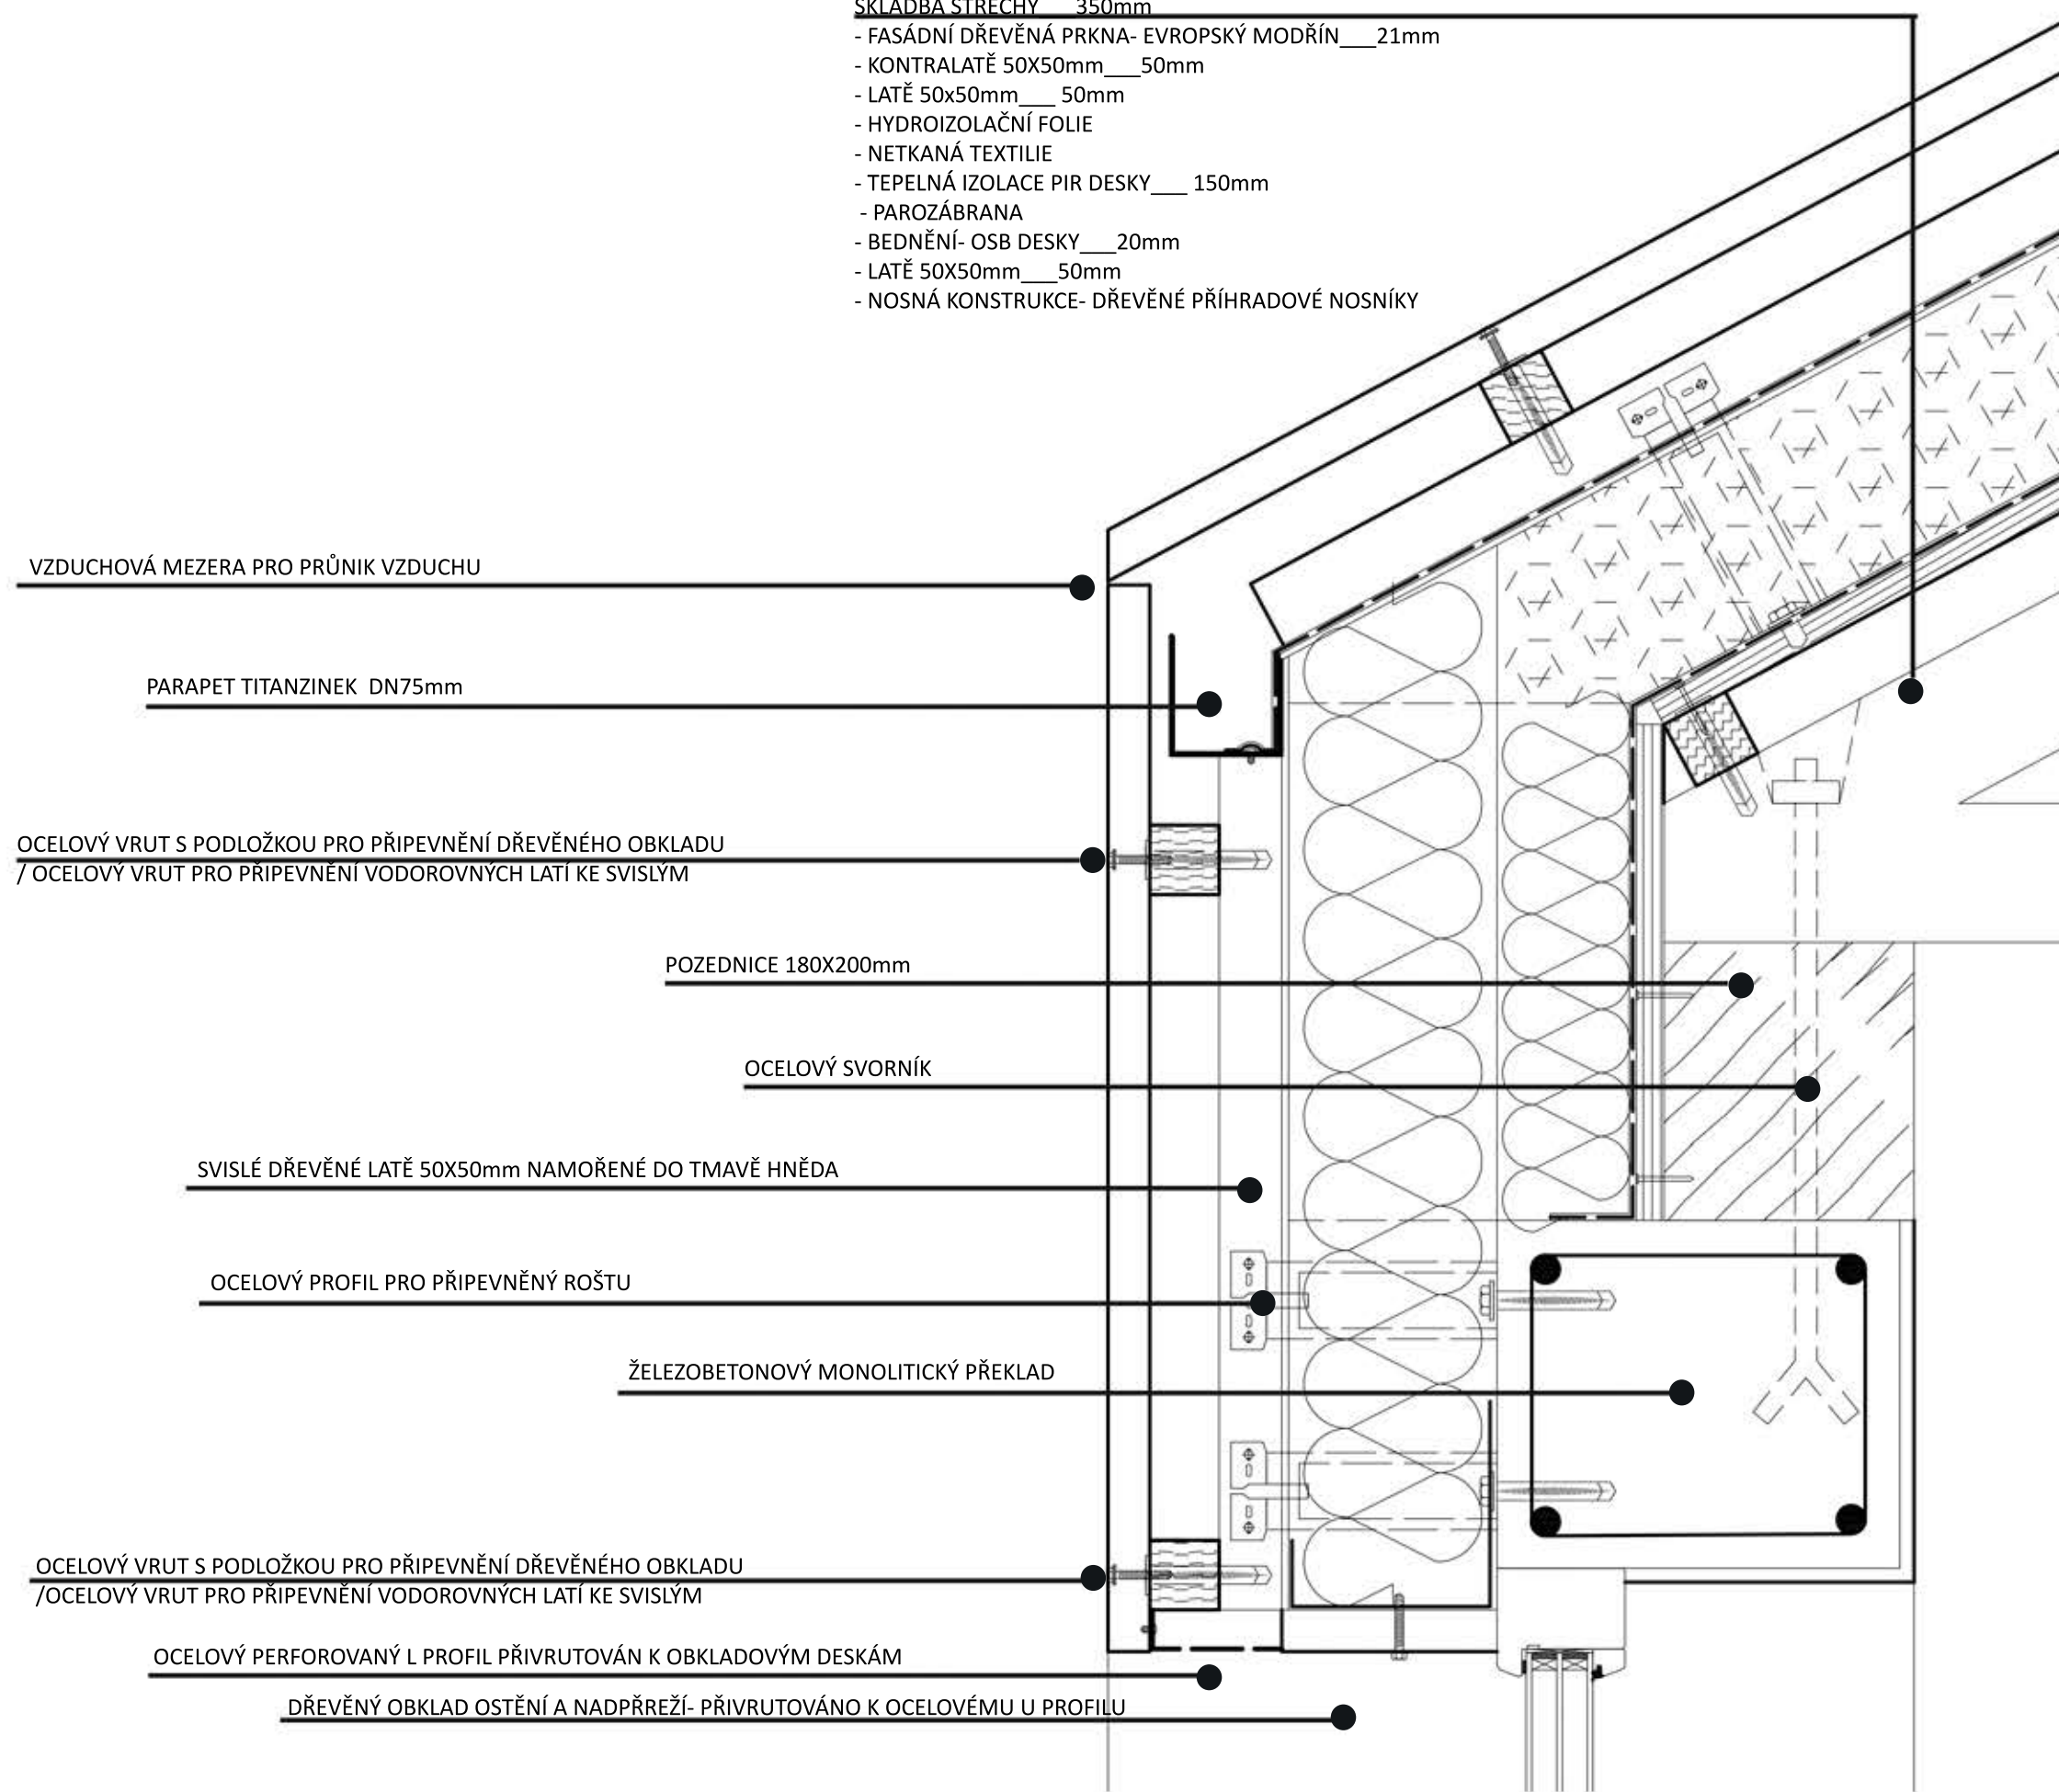 SKLADBA STŘECHY___350mm
- FASÁDNÍ DŘEVĚNÁ PRKNA- EVROPSKÝ MODŘÍN___21mm
- KONTRALATĚ 50X50mm___50mm
- LATĚ 50x50mm___ 50mm
- HYDROIZOLAČNÍ FOLIE
- NETKANÁ TEXTILIE
- TEPELNÁ IZOLACE PIR DESKY___ 150mm
- PAROZÁBRANA
- BEDNĚNÍ- OSB DESKY___20mm
- LATĚ 50X50mm___50mm
- NOSNÁ KONSTRUKCE- DŘEVĚNÉ PŘÍHRADOVÉ NOSNÍKY
VZDUCHOVÁ MEZERA PRO PRŮNIK VZDUCHU
PARAPET TITANZINEK DN75mm
OCELOVÝ VRUT S PODLOŽKOU PRO PŘIPEVNĚNÍ DŘEVĚNÉHO OBKLADU
/ OCELOVÝ VRUT PRO PŘIPEVNĚNÍ VODOROVNÝCH LATÍ KE SVISLÝM
POZEDNICE 180X200mm
OCELOVÝ SVORNÍK
SVISLÉ DŘEVĚNÉ LATĚ 50X50mm NAMOŘENÉ DO TMAVĚ HNĚDA
OCELOVÝ PROFIL PRO PŘIPEVNĚNÝ ROŠTU
ŽELEZOBETONOVÝ MONOLITICKÝ PŘEKLAD
OCELOVÝ VRUT S PODLOŽKOU PRO PŘIPEVNĚNÍ DŘEVĚNÉHO OBKLADU
/OCELOVÝ VRUT PRO PŘIPEVNĚNÍ VODOROVNÝCH LATÍ KE SVISLÝM
OCELOVÝ PERFOROVANÝ L PROFIL PŘIVRUTOVÁN K OBKLADOVÝM DESKÁM
DŘEVĚNÝ OBKLAD OSTĚNÍ A NADPŘREŽÍ- PŘIVRUTOVÁNO K OCELOVÉMU U PROFILU